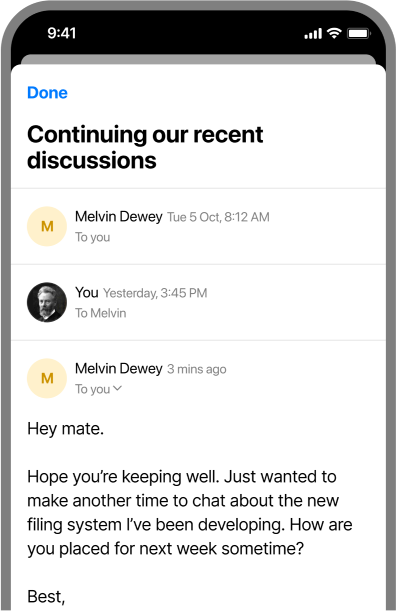 9:41
Done
Continuing our recent
discussions
M
Melvin Dewey Tue 5 Oct, 8:12 AM
To you
You Yesterday, 3:45 PM
To Melvin
M
Melvin Dewey 3 mins ago
To you
Hey mate.
Hope you’re keeping well. Just wanted to
make another time to chat about the new
filing system I’ve been developing. How are
you placed for next week sometime?
Best,